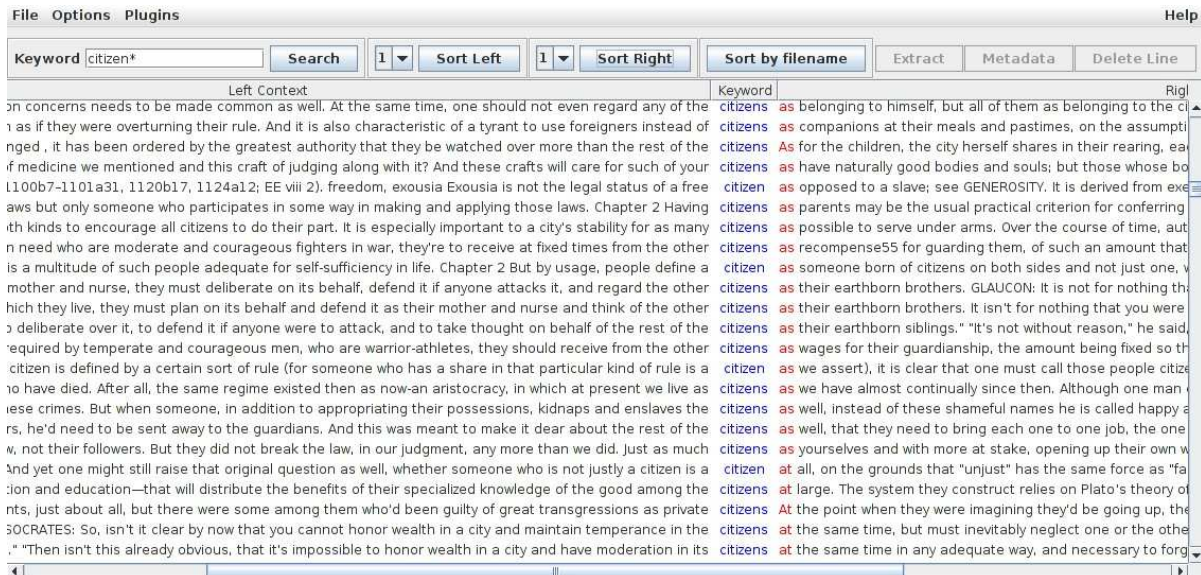 File Options Plugins Help
Keyword citizen* Search 1 Sort Left 1 Sort Right Sort by filename Extract Metadata Delete Line
Left Context Keyword
on concerns needs to be made common as well. At the same time, one should not even regard any of the citizens as belonging to himself, but all of them as belonging to the
as if they were overturning their rule. And it is also characteristic of a tyrant to use foreigners instead of citizens as companions at their meals and pastimes, on the
, it has been ordered by the greatest authority that they be watched over more than the rest of the citizens As for the children, the city herself shares in their rearing,
of medicine we mentioned and this craft of judging along with it? And these crafts will care for such of your citizens as have naturally good bodies and souls; but those whose
1100b7–1101a31, 1120b17, 1124a12; EE viii 2). freedom, exousia Exousia is not the legal status of a free citizen as opposed to a slave; see GENEROSITY. It is derived from
but only someone who participates in some way in making and applying those laws. Chapter 2 Having citizens as parents may be the usual practical criterion for conferring
kinds to encourage all citizens to do their part. It is especially important to a city's stability for as many citizens as possible to serve under arms. Over the course of time,
need who are moderate and courageous fighters in war, they're to receive at fixed times from the other citizens as recompense55 for guarding them, of such an amount that
is a multitude of such people adequate for self-sufficiency in life. Chapter 2 But by usage, people define a citizen as someone born of citizens on both sides and not just one,
mother and nurse, they must deliberate on its behalf, defend it if anyone attacks it, and regard the other citizens as their earthborn brothers. GLAUCON: It is not for nothing
they live, they must plan on its behalf and defend it as their mother and nurse and think of the other citizens as their earthborn brothers. It isn't for nothing that you were
deliberate over it, to defend it if anyone were to attack, and to take thought on behalf of the rest of the citizens as their earthborn siblings." "It's not without reason," he said,
required by temperate and courageous men, who are warrior-athletes, they should receive from the other citizens as wages for their guardianship, the amount being fixed so
citizen is defined by a certain sort of rule (for someone who has a share in that particular kind of rule is a citizen as we assert), it is clear that one must call those people
have died. After all, the same regime existed then as now-an aristocracy, in which at present we live as citizens as we have almost continually since then. Although one man
crimes. But when someone, in addition to appropriating their possessions, kidnaps and enslaves the citizens as well, instead of these shameful names he is called happy
he'd need to be sent away to the guardians. And this was meant to make it dear about the rest of the citizens as well, that they need to bring each one to one job, the one
not their followers. But they did not break the law, in our judgment, any more than we did. Just as much citizens as yourselves and with more at stake, opening up their own
And yet one might still raise that original question as well, whether someone who is not justly a citizen is a citizen at all, on the grounds that "unjust" has the same force as
and education—that will distribute the benefits of their specialized knowledge of the good among the citizens at large. The system they construct relies on Plato's theory
just about all, but there were some among them who'd been guilty of great transgressions as private citizens At the point when they were imagining they'd be going up, the
SOCRATES: So, isn't it clear by now that you cannot honor wealth in a city and maintain temperance in the citizens at the same time, but must inevitably neglect one or the
." "Then isn't this already obvious, that it's impossible to honor wealth in a city and have moderation in its citizens at the same time in any adequate way, and necessary to